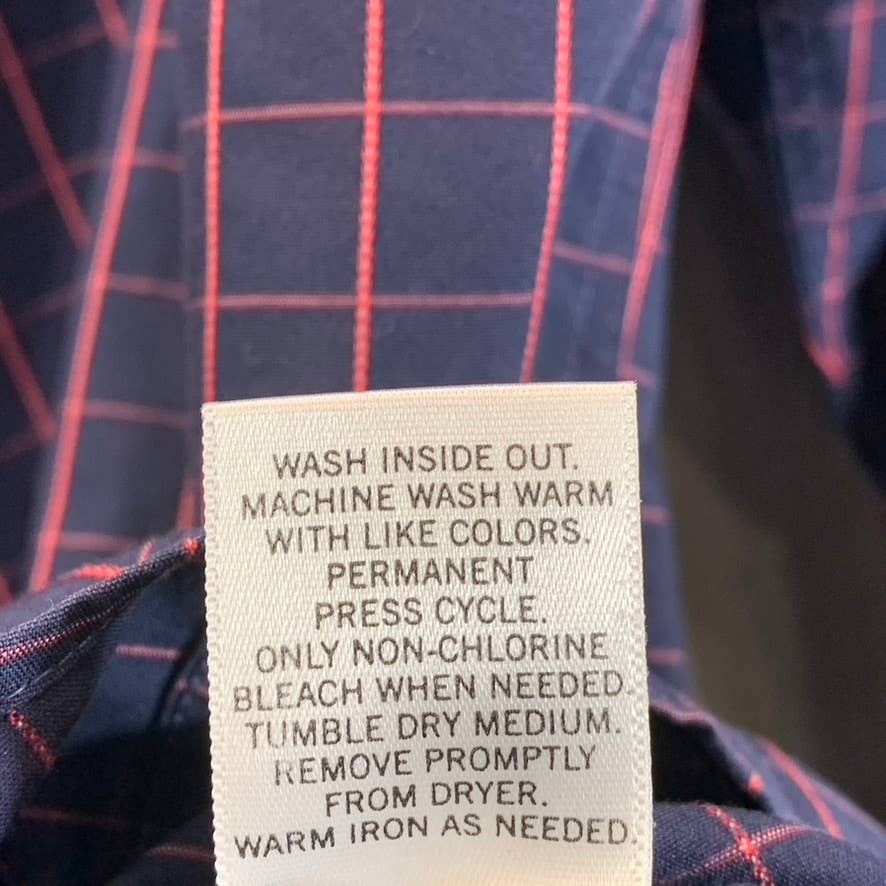 WASH INSIDE OUT.
MACHINE WASH WARM
WITH LIKE COLORS.
PERMANENT
PRESS CYCLE.
ONLY NON-CHLORINE
BLEACH WHEN NEEDED.
TUMBLE DRY MEDIUM.
REMOVE PROMPTLY
FROM DRYER.
WARM IRON AS NEEDED.